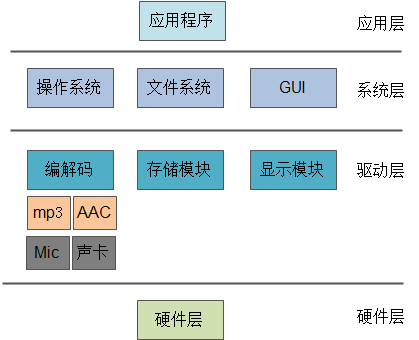 应用程序 应用层
操作系统 文件系统 GUI 系统层
编解码 存储模块 显示模块 驱动层
mp3 AAC
Mic 声卡
硬件层 硬件层